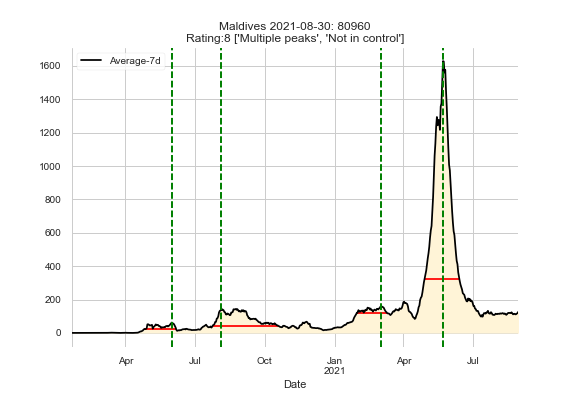 Maldives 2021-08-30: 80960
Rating:8 ['Multiple peaks', 'Not in control']
Average-7d
1600
1400
1200
1000
800
600
400
200
0
Apr
Jul
Oct
Jan
2021
Apr
Jul
Date